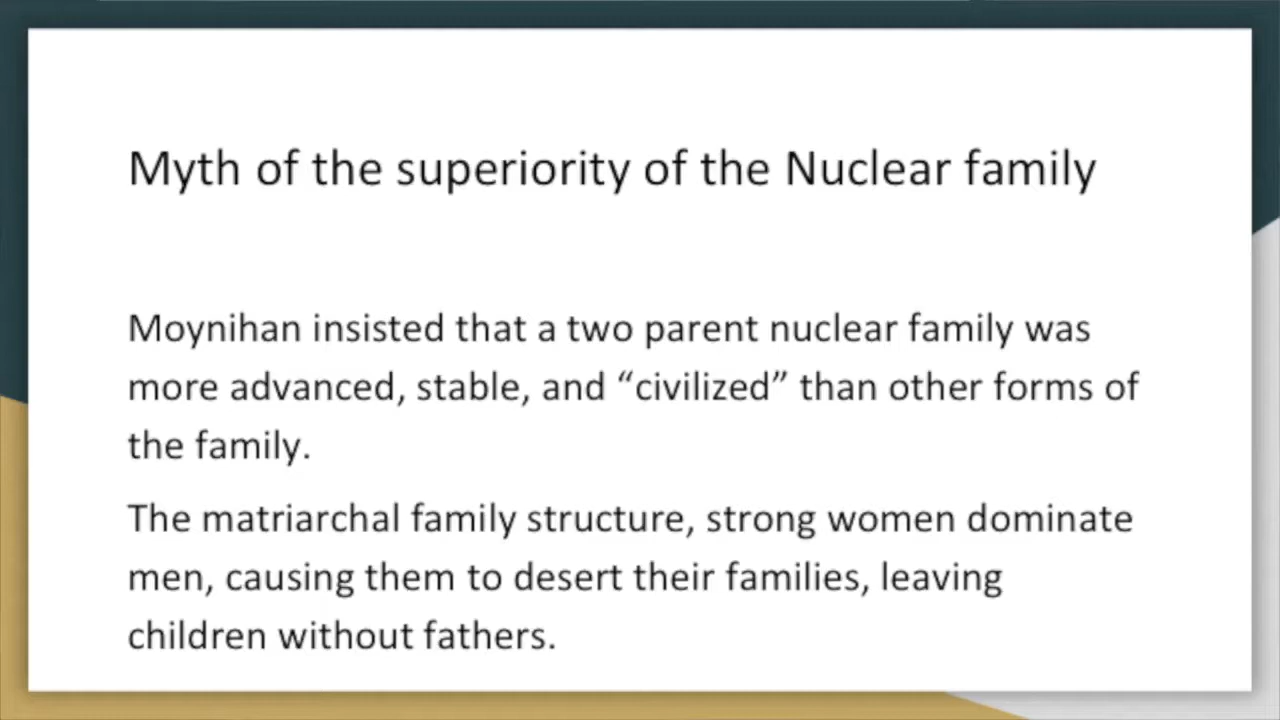 Myth of the superiority of the Nuclear family
Moynihan insisted that a two parent nuclear family was
more advanced, stable, and “civilized” than other forms of
the family.
The matriarchal family structure, strong women dominate
men, causing them to desert their families, leaving
children without fathers.